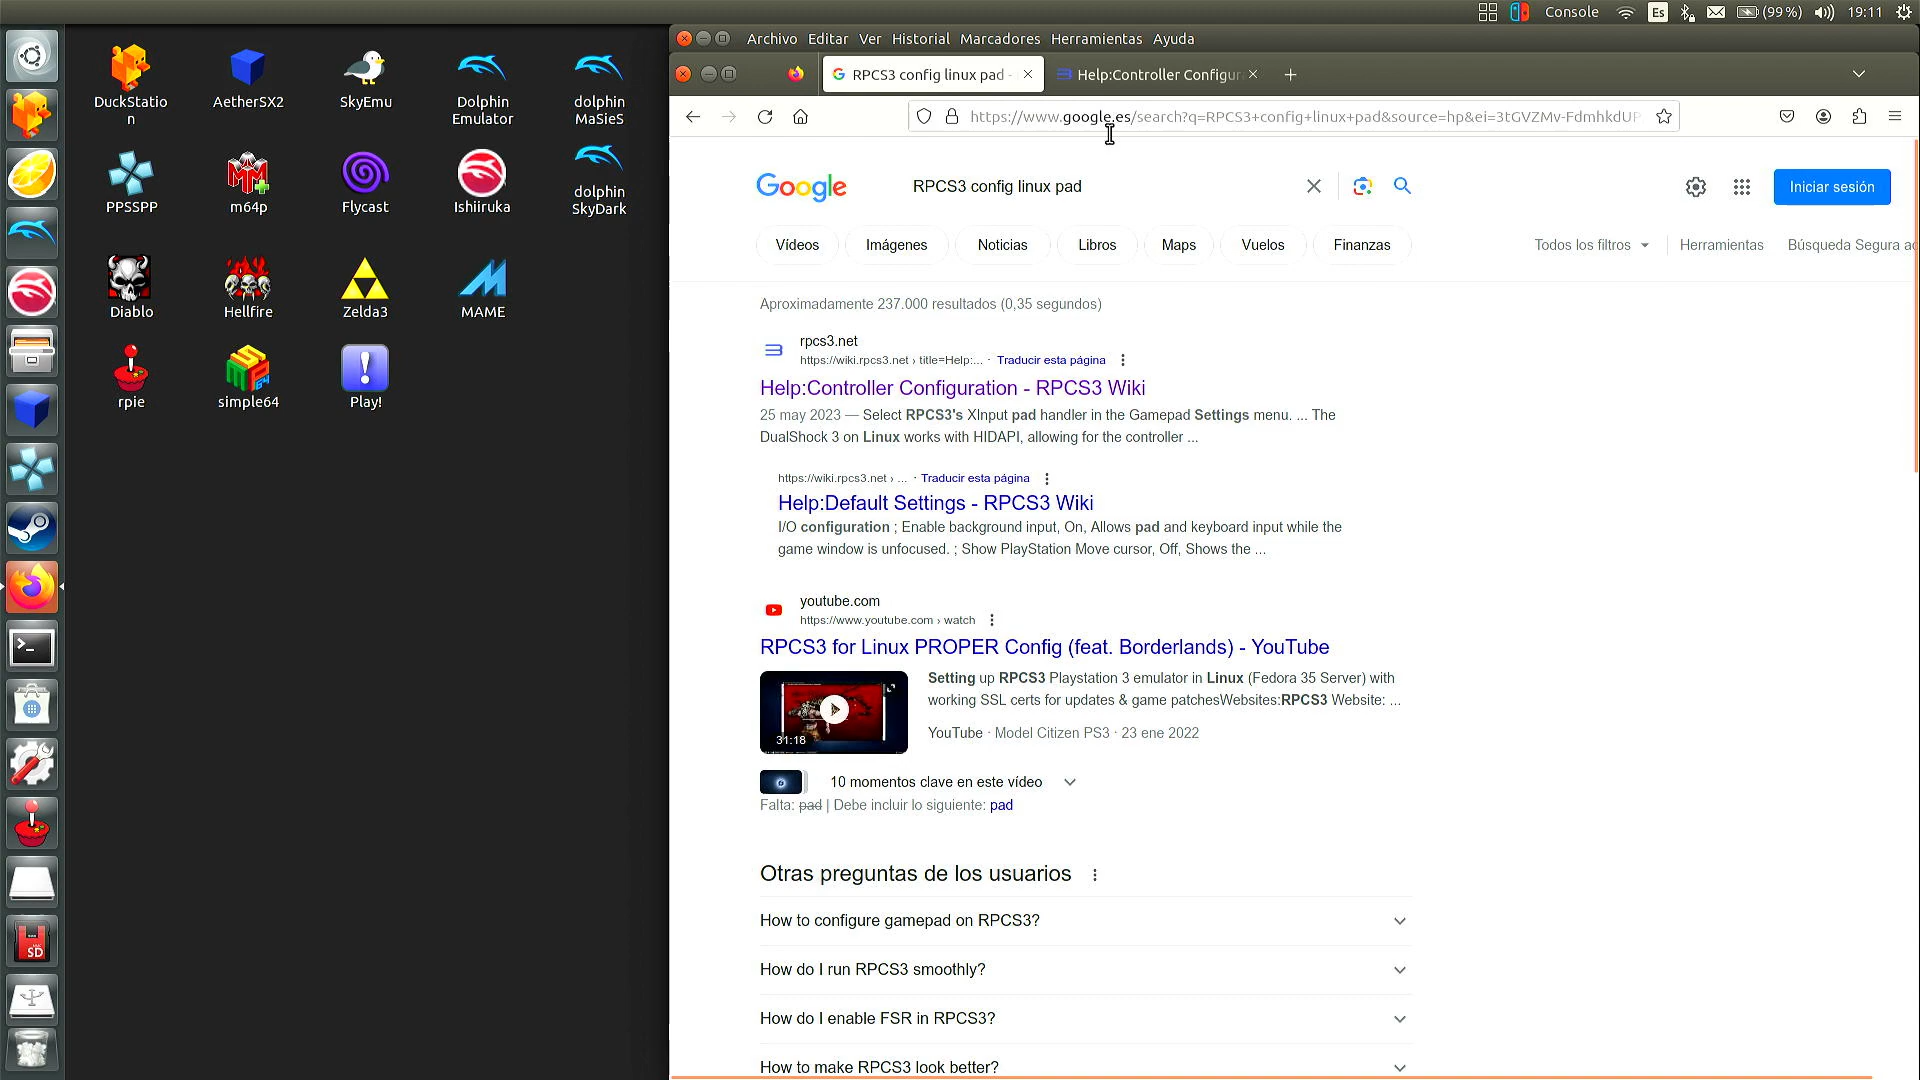 Console
Es
(99%)
19:11
DuckStatio
n
AetherSX2
SkyEmu
Dolphin
Emulator
dolphin
MaSieS
PPSSPP
m64p
Flycast
Ishiiruka
dolphin
SkyDark
Diablo
Hellfire
Zelda3
MAME
rpie
simple64
Play!
SD
Archivo Editar Ver Historial Marcadores Herramientas Ayuda
RPCS3 config linux pad -
Help:Controller Configur
https://www.google.es/search?q=RPCS3+config+linux+pad&source=hp&ei=3tGVZMv-FdmhkdUP
Google
RPCS3 config linux pad
Iniciar sesión
Vídeos
Imágenes
Noticias
Libros
Maps
Vuelos
Finanzas
Todos los filtros
Herramientas
Búsqueda Segura ac
Aproximadamente 237.000 resultados (0,35 segundos)
rpcs3.net
https://wiki.rpcs3.net › title=Help:... · Traducir esta página
Help:Controller Configuration - RPCS3 Wiki
25 may 2023 — Select RPCS3's XInput pad handler in the Gamepad Settings menu. ... The
DualShock 3 on Linux works with HIDAPI, allowing for the controller ...
https://wiki.rpcs3.net › ... · Traducir esta página
Help:Default Settings - RPCS3 Wiki
I/O configuration ; Enable background input, On, Allows pad and keyboard input while the
game window is unfocused. ; Show PlayStation Move cursor, Off, Shows the ...
youtube.com
https://www.youtube.com › watch
RPCS3 for Linux PROPER Config (feat. Borderlands) - YouTube
31:18
Setting up RPCS3 Playstation 3 emulator in Linux (Fedora 35 Server) with
working SSL certs for updates & game patchesWebsites:RPCS3 Website: ...
YouTube · Model Citizen PS3 · 23 ene 2022
10 momentos clave en este vídeo
Falta: pad | Debe incluir lo siguiente: pad
Otras preguntas de los usuarios
How to configure gamepad on RPCS3?
How do I run RPCS3 smoothly?
How do I enable FSR in RPCS3?
How to make RPCS3 look better?